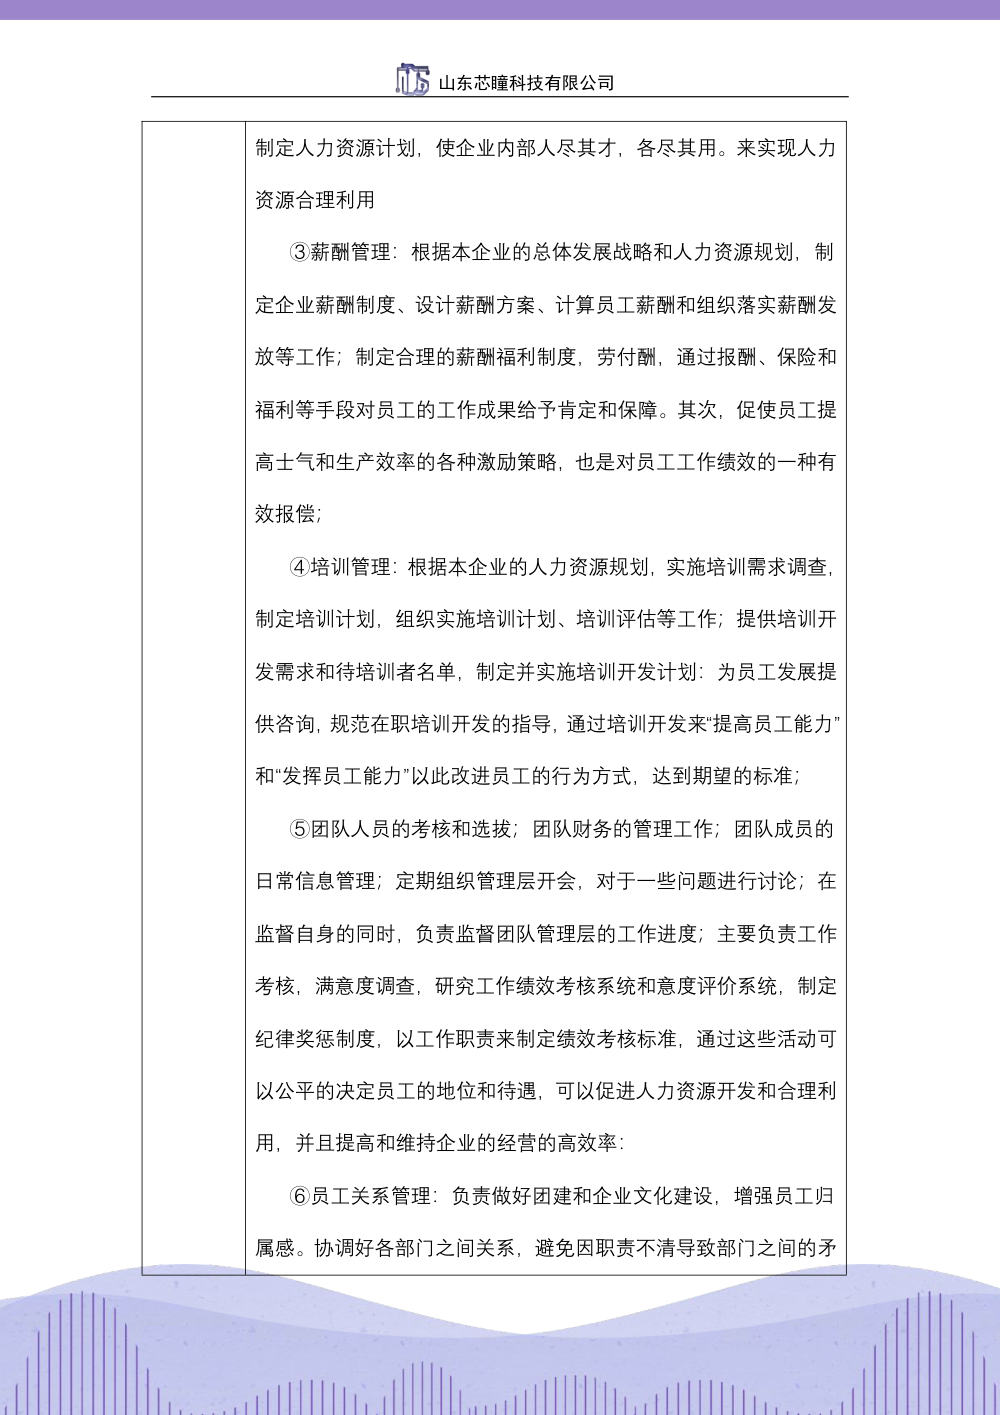 山东芯瞳科技有限公司
制定人力资源计划，使企业内部人尽其才，各尽其用。来实现人力
资源合理利用
③薪酬管理：根据本企业的总体发展战略和人力资源规划，制
定企业薪酬制度、设计薪酬方案、计算员工薪酬和组织落实薪酬发
放等工作；制定合理的薪酬福利制度，劳付酬，通过报酬、保险和
福利等手段对员工的工作成果给予肯定和保障。其次，促使员工提
高士气和生产效率的各种激励策略，也是对员工工作绩效的一种有
效报偿；
④培训管理：根据本企业的人力资源规划，实施培训需求调查，
制定培训计划，组织实施培训计划、培训评估等工作；提供培训开
发需求和待培训者名单，制定并实施培训开发计划：为员工发展提
供咨询，规范在职培训开发的指导，通过培训开发来“提高员工能力”
和“发挥员工能力”以此改进员工的行为方式，达到期望的标准；
⑤团队人员的考核和选拔；团队财务的管理工作；团队成员的
日常信息管理；定期组织管理层开会，对于一些问题进行讨论；在
监督自身的同时，负责监督团队管理层的工作进度；主要负责工作
考核，满意度调查，研究工作绩效考核系统和意度评价系统，制定
纪律奖惩制度，以工作职责来制定绩效考核标准，通过这些活动可
以公平的决定员工的地位和待遇，可以促进人力资源开发和合理利
用，并且提高和维持企业的经营的高效率：
⑥员工关系管理：负责做好团建和企业文化建设，增强员工归
属感。协调好各部门之间关系，避免因职责不清导致部门之间的矛